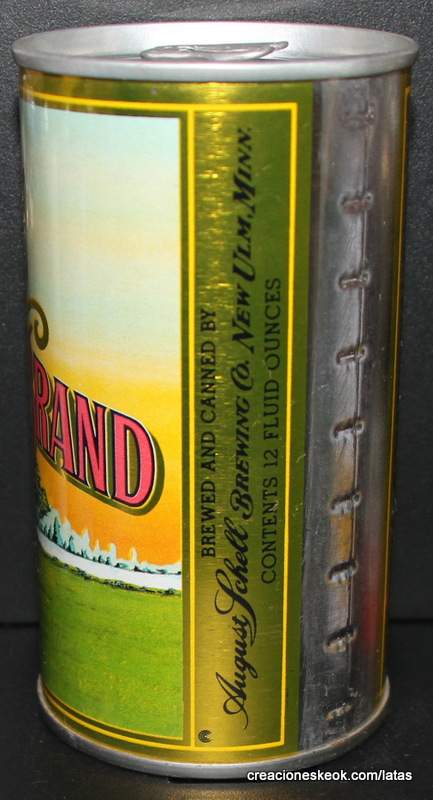 RAND
BREWED AND CANNED BY
August Schell BREWING CO. NEW ULM, MINN.
CONTENTS 12 FLUID OUNCES
C
creacioneskeok.com/latas